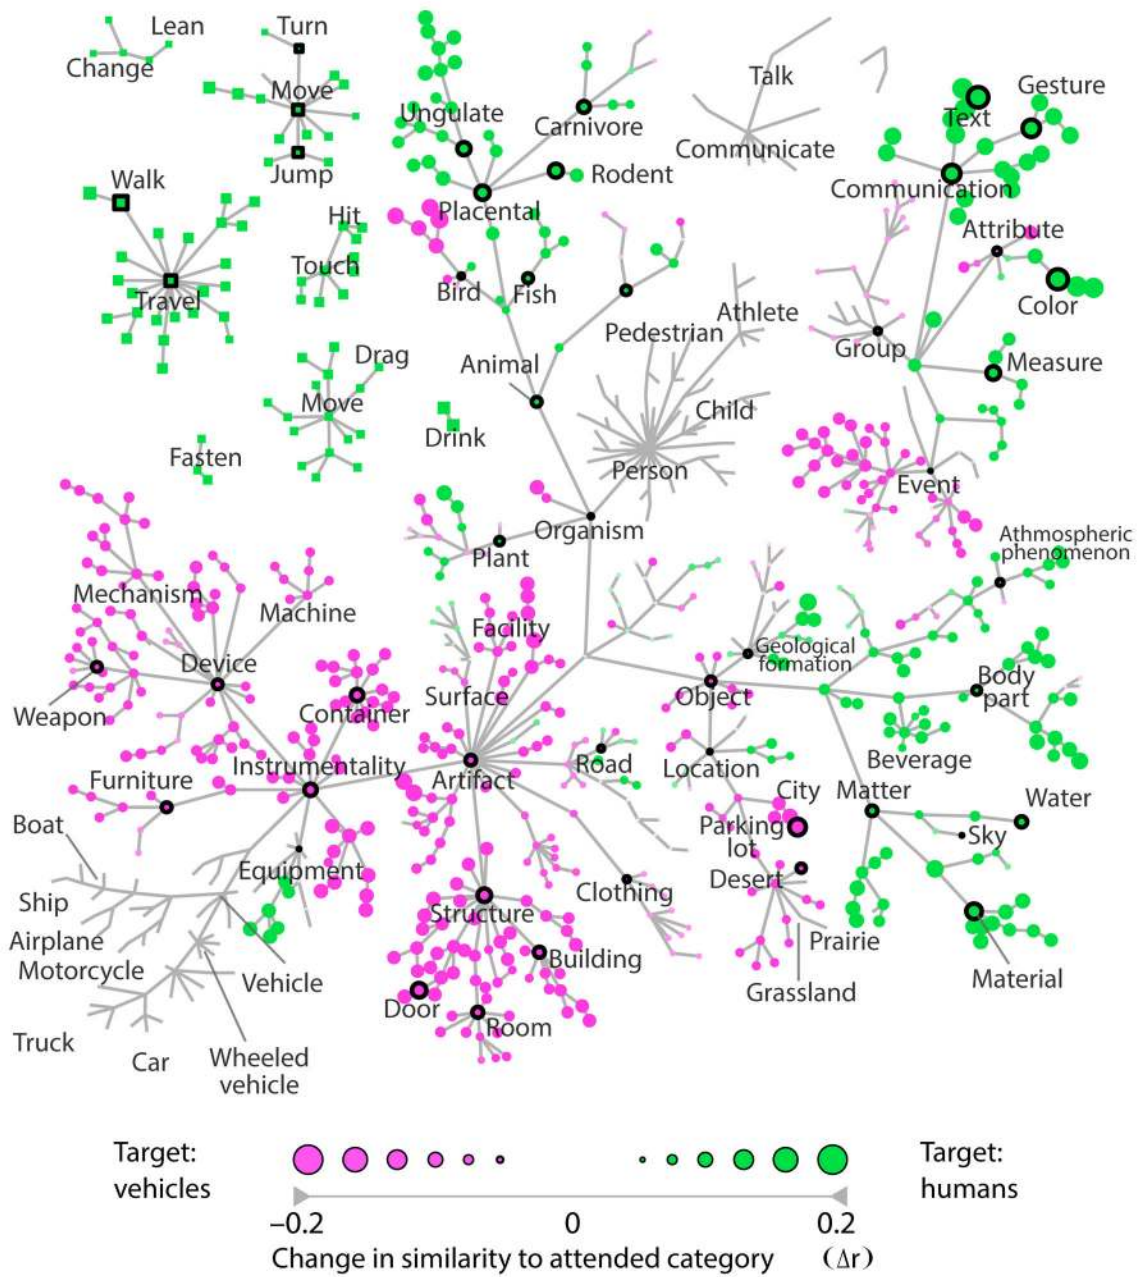 Lean
Turn
Change
Move
Jump
Ungulate
Carnivore
Rodent
Placental
Talk
Communicate
Gesture
Text
Communication
Attribute
Color
Walk
Travel
Hit
Touch
Bird
Fish
Pedestrian
Athlete
Group
Measure
Animal
Drag
Move
Drink
Child
Person
Fasten
Event
Organism
Plant
Athmospheric
phenomenon
Mechanism
Machine
Facility
Geological
formation
Device
Surface
Object
Body
part
Weapon
Container
Beverage
Furniture
Instrumentality
Artifact
Road
Location
City
Matter
Water
Boat
Parking
lot
Sky
Equipment
Desert
Clothing
Ship
Structure
Airplane
Prairie
Motorcycle
Vehicle
Building
Grassland
Material
Door
Room
Truck
Car
Wheeled
vehicle
Target:
vehicles
Target:
humans
−0.2
0
0.2
Change in similarity to attended category (Δr)